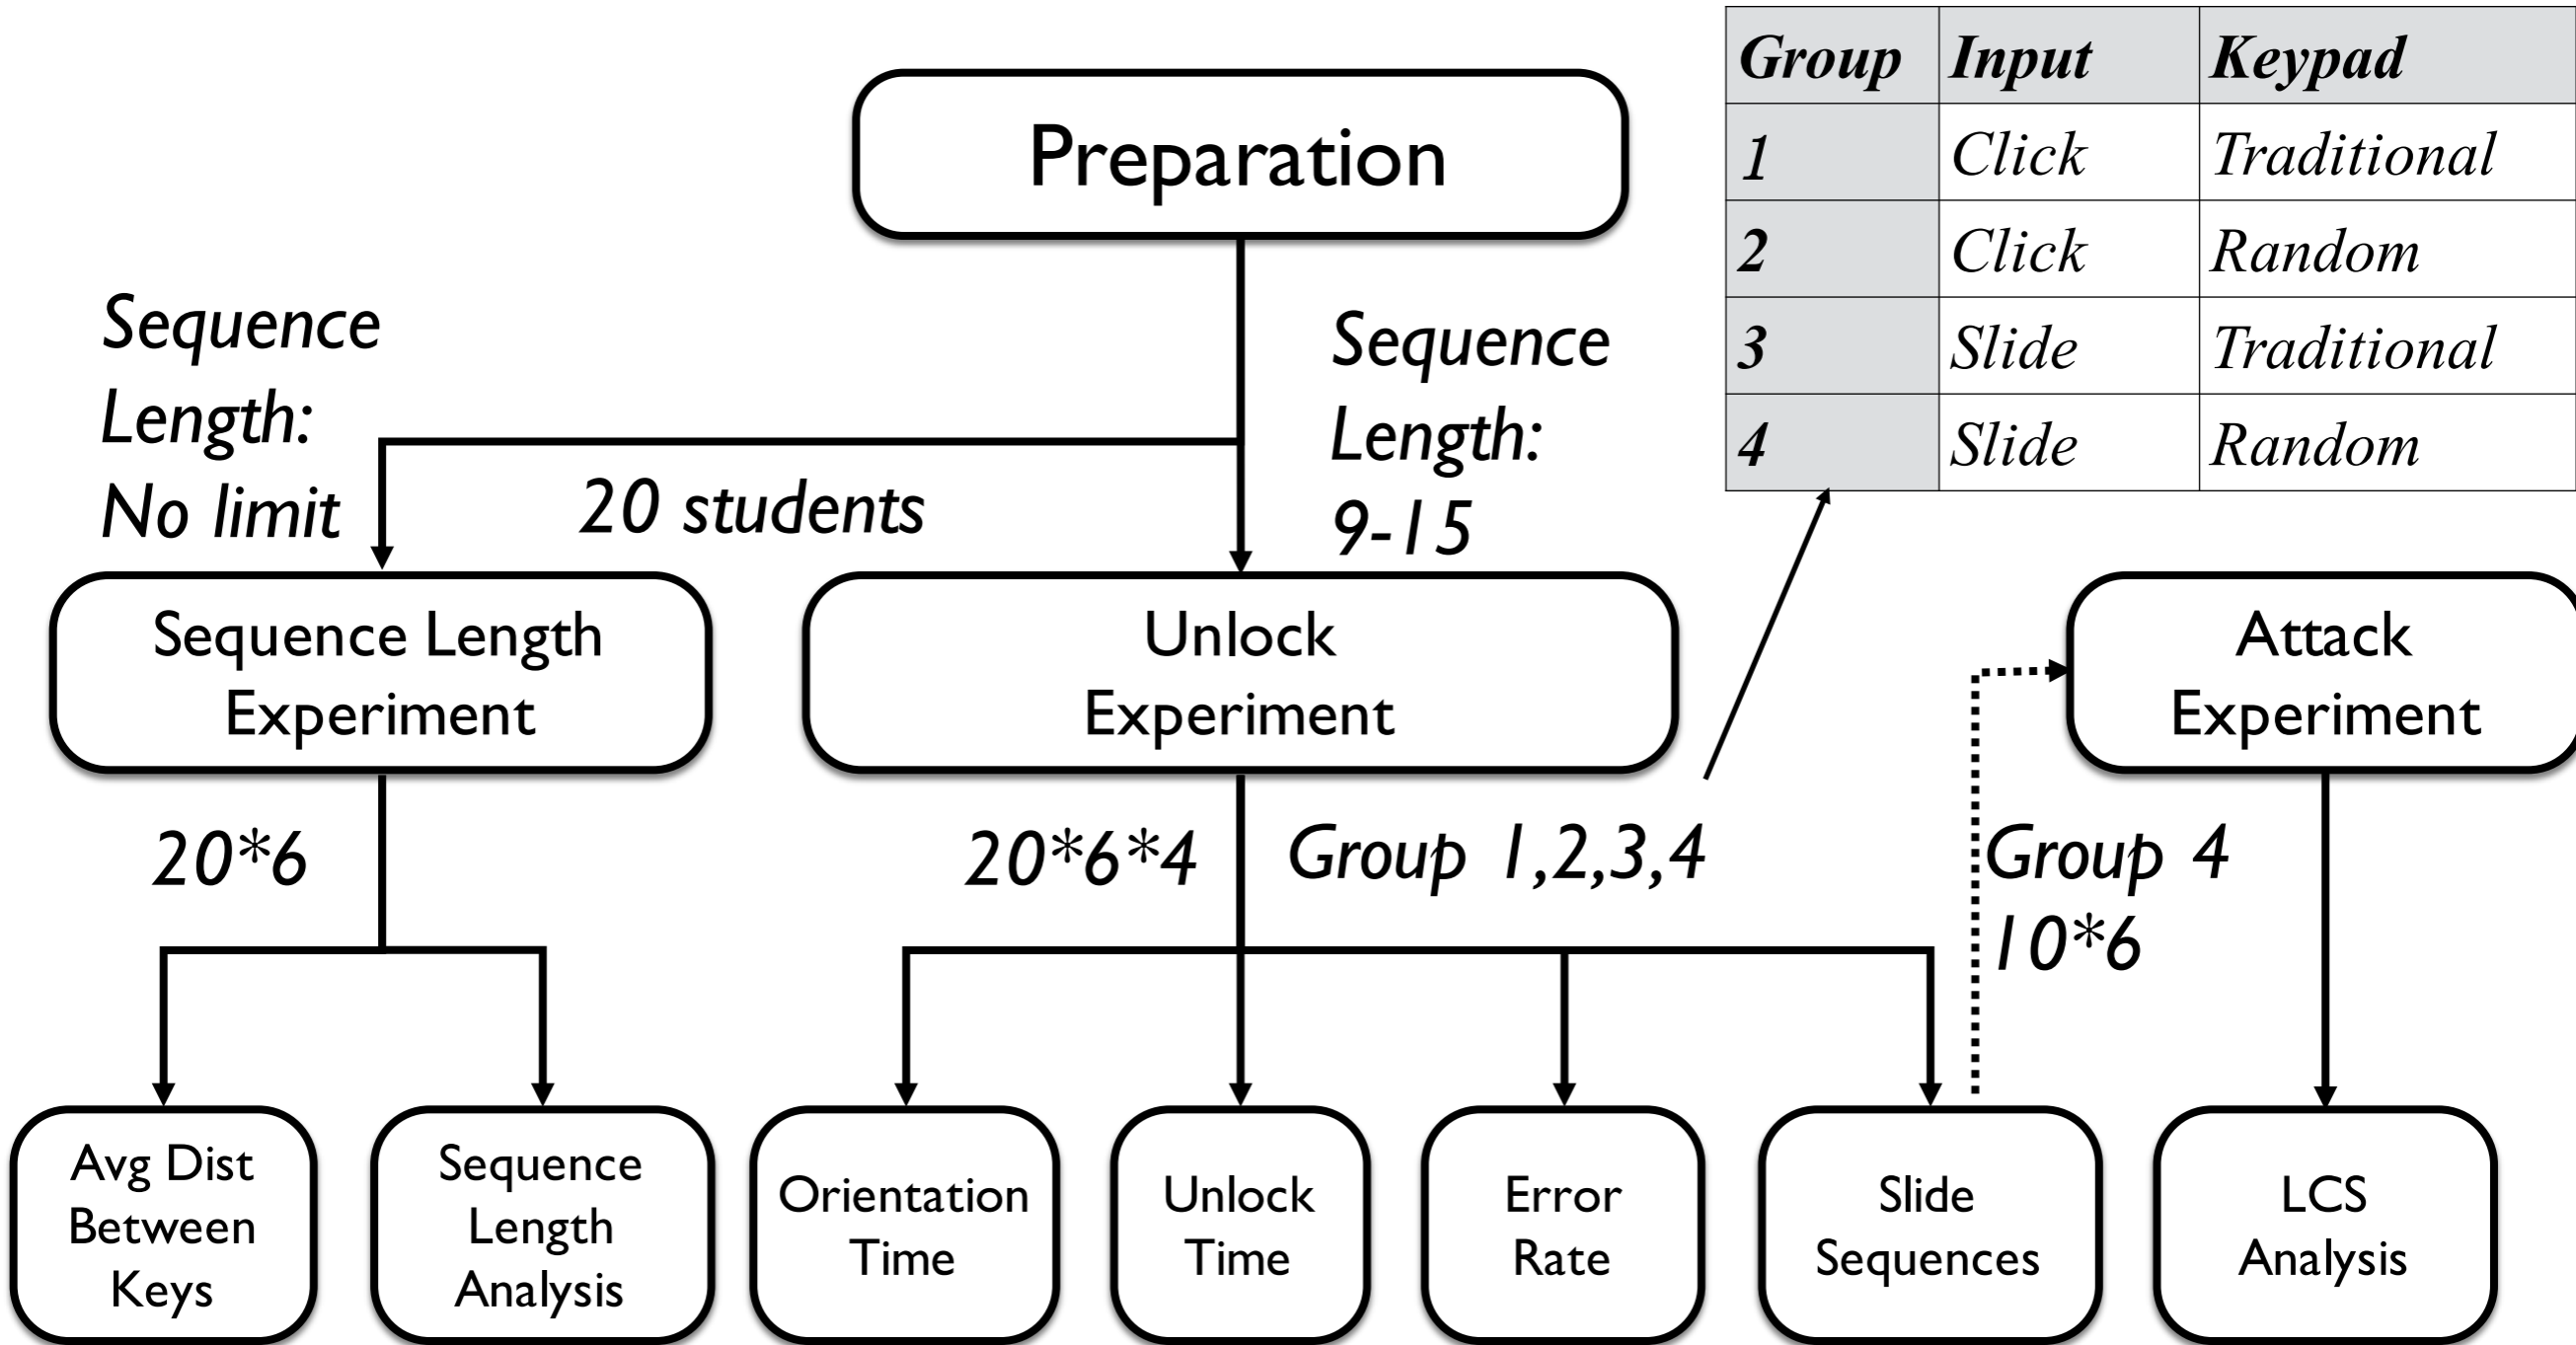 Preparation
Group Input Keypad
1 Click Traditional
2 Click Random
3 Slide Traditional
4 Slide Random
Sequence
Length:
No limit
20 students
Sequence
Length:
9-15
Sequence Length
Experiment
Unlock
Experiment
Attack
Experiment
20*6
20*6*4
Group 1,2,3,4
Group 4
10*6
Avg Dist
Between
Keys
Sequence
Length
Analysis
Orientation
Time
Unlock
Time
Error
Rate
Slide
Sequences
LCS
Analysis